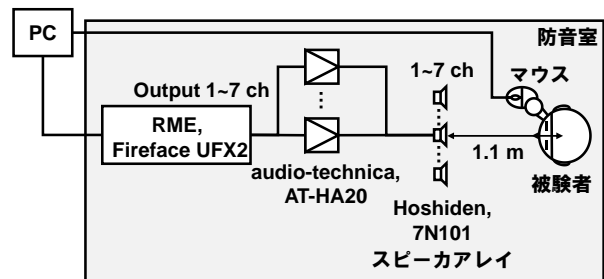 PC
防音室
Output 1~7 ch
1~7 ch
マウス
RME,
Fireface UFX2
1.1 m
audio-technica,
AT-HA20
被験者
Hoshiden,
7N101
スピーカアレイ